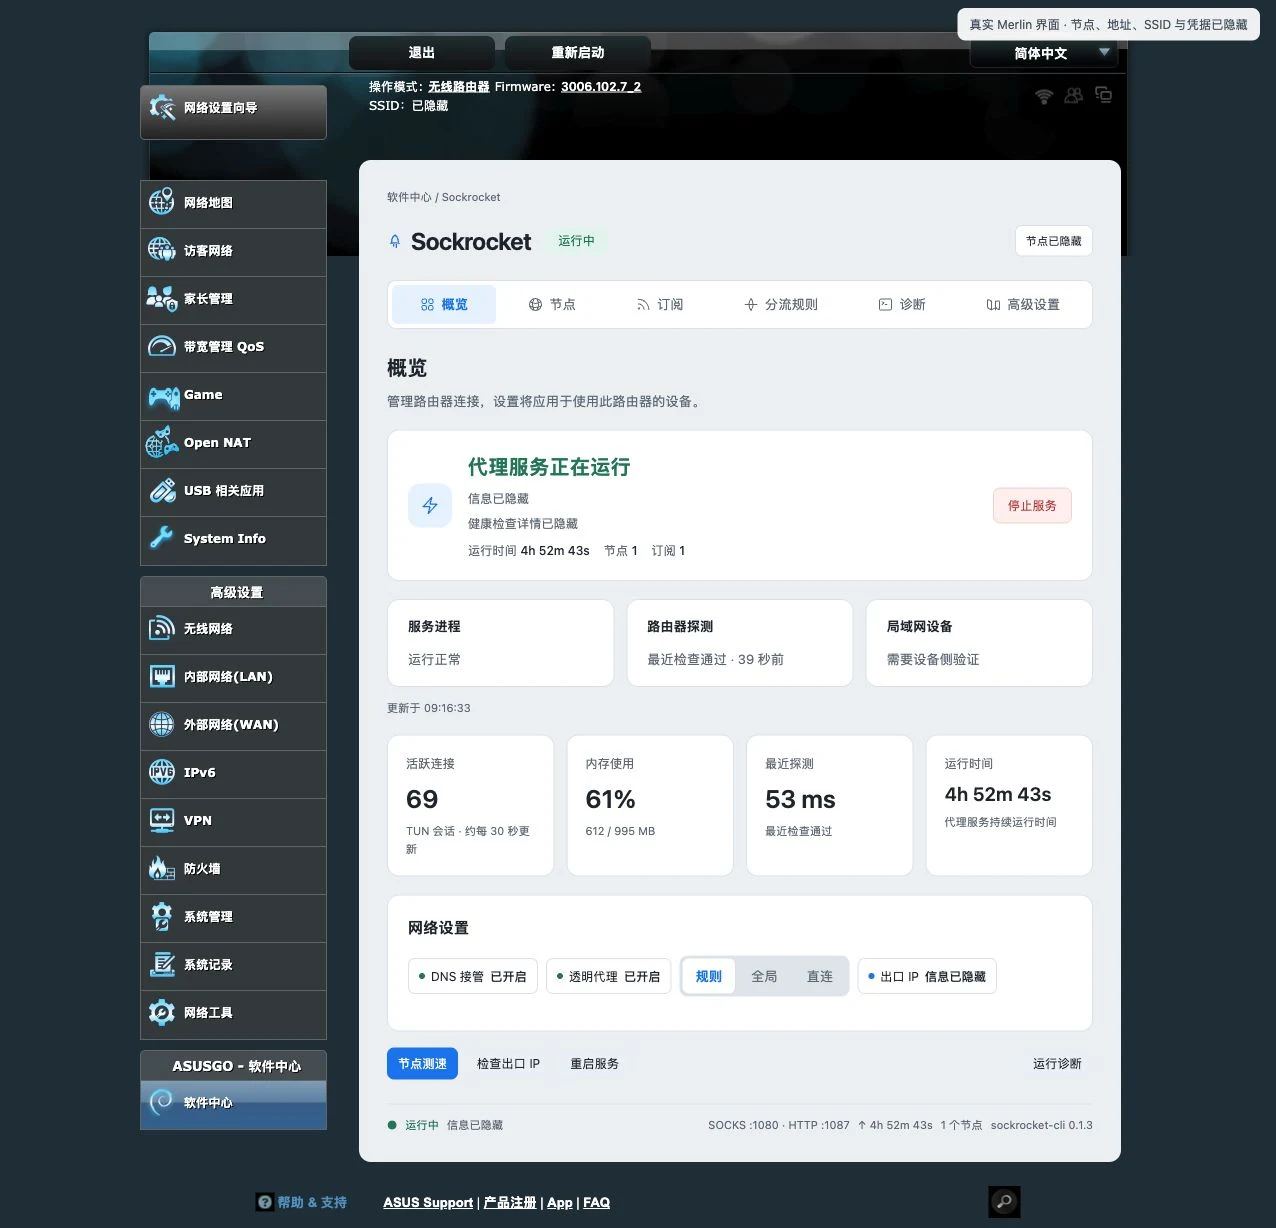 真实 Merlin 界面 · 节点、地址、SSID 与凭据已隐藏
退出
重新启动
简体中文
操作模式: 无线路由器 Firmware: 3006.102.7_2
SSID: 已隐藏
网络设置向导
网络地图
访客网络
家长管理
带宽管理 QoS
Game
Open NAT
USB 相关应用
System Info
高级设置
无线网络
内部网络(LAN)
外部网络(WAN)
IPv6
VPN
防火墙
系统管理
系统记录
网络工具
ASUSGO - 软件中心
软件中心
软件中心 / Sockrocket
Sockrocket
运行中
节点已隐藏
概览
节点
订阅
分流规则
诊断
高级设置
概览
管理路由器连接，设置将应用于使用此路由器的设备。
代理服务正在运行
信息已隐藏
健康检查详情已隐藏
运行时间 4h 52m 43s 节点 1 订阅 1
停止服务
服务进程
运行正常
路由器探测
最近检查通过 · 39 秒前
局域网设备
需要设备侧验证
更新于 09:16:33
活跃连接
69
TUN 会话 · 约每 30 秒更
新
内存使用
61%
612 / 995 MB
最近探测
53 ms
最近检查通过
运行时间
4h 52m 43s
代理服务持续运行时间
网络设置
DNS 接管 已开启
透明代理 已开启
规则
全局
直连
出口 IP 信息已隐藏
节点测速
检查出口 IP
重启服务
运行诊断
运行中 信息已隐藏
SOCKS :1080 · HTTP :1087 ↑ 4h 52m 43s 1 个节点 sockrocket-cli 0.1.3
帮助 & 支持
ASUS Support | 产品注册 | App | FAQ